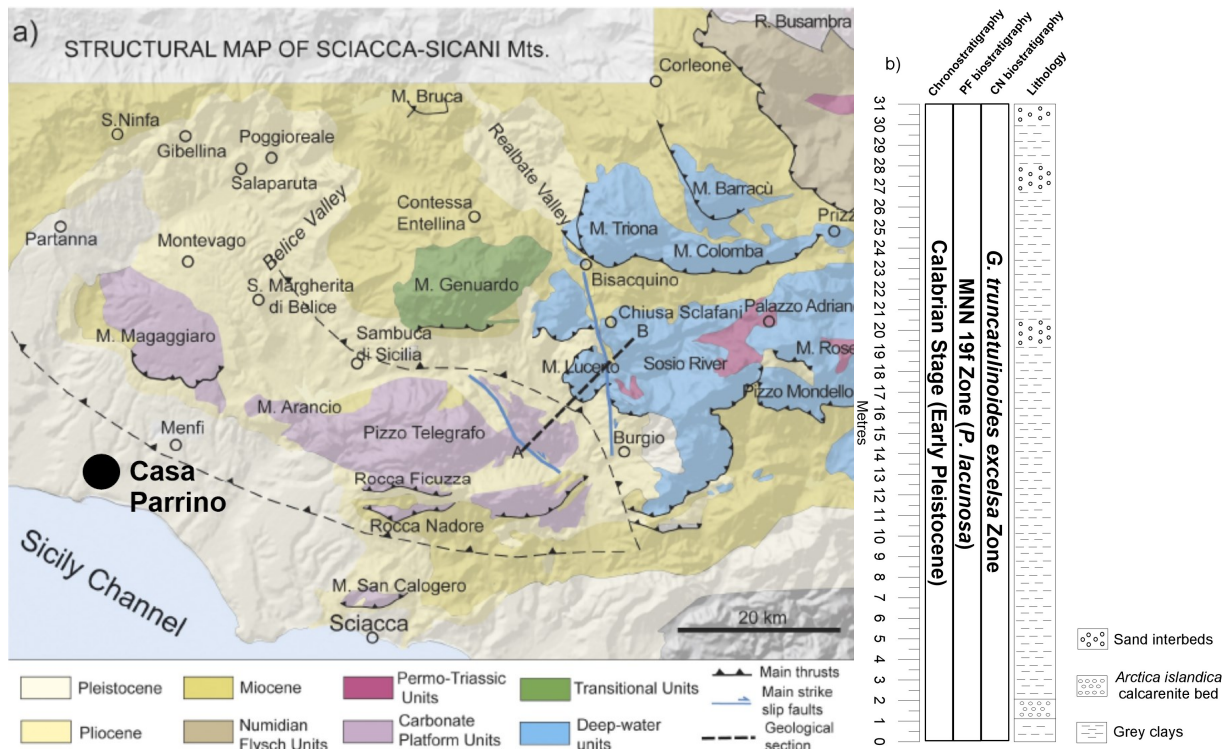 a)
STRUCTURAL MAP OF SCIACCA-SICANI Mts.
R. Busambra
Corleone
M. Bruca
S.Ninfa
Gibellina
Poggioreale
Salaparuta
Realbate Valley
Belice Valley
M. Barracù
Contessa
Entellina
M. Triona
M. Colomba
Partanna
Montevago
M. Genuardo
Bisacquino
S. Margherita
di Belice
Chiusa Sclafani
Sambuca
di Sicilia
M. Magaggiaro
B
Sosio River
M. Arancio
Pizzo Telegrafo
Pizzo Mondello
Menfi
A
Burgio
Casa
Parrino
Rocca Ficuzza
Rocca Nadore
Sicily Channel
M. San Calogero
Sciacca
20 km
Pleistocene
Miocene
Permo-Triassic
Units
Transitional Units
Main thrusts
Main strike
slip faults
Pliocene
Numidian
Flysch Units
Carbonate
Platform Units
Deep-water
units
Geological
section
b)
Chronostratigraphy
PF biostratigraphy
CN biostratigraphy
Lithology
31
30
29
28
27
26
25
24
23
22
21
20
19
18
17
16
15
14
13
12
11
10
9
8
7
6
5
4
3
2
1
0
Metres
Calabrian Stage (Early Pleistocene)
MNN 19f Zone (P. lacunosa)
G. truncatulinoides excelsa Zone
Sand interbeds
Arctica islandica
calcarenite bed
Grey clays